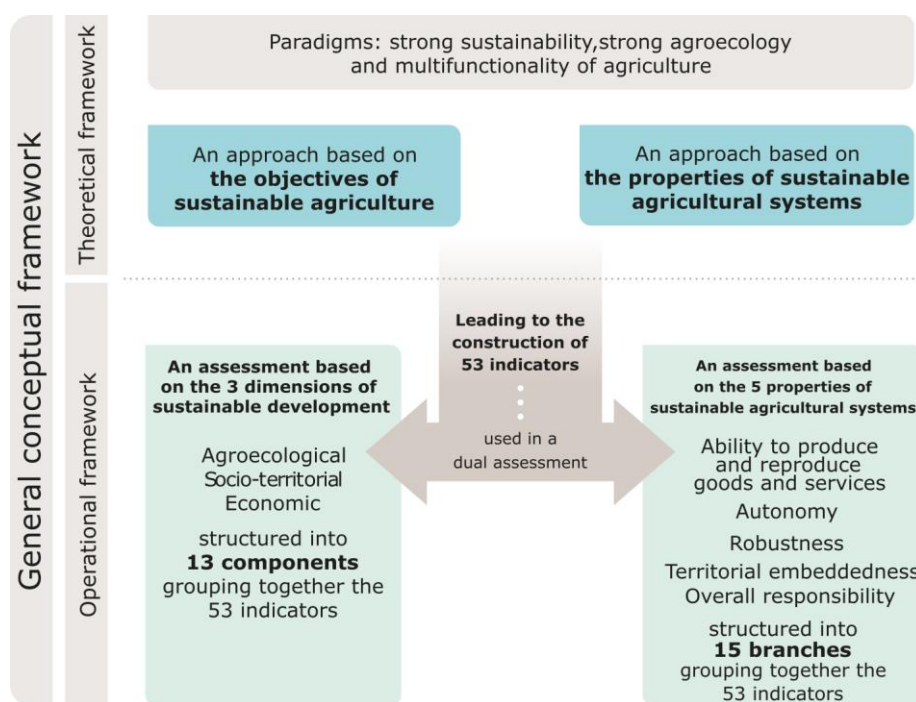 General conceptual framework
Theoretical framework
Paradigms: strong sustainability,strong agroecology
and multifunctionality of agriculture
An approach based on
the objectives of
sustainable agriculture
An approach based on
the properties of sustainable
agricultural systems
Operational framework
Leading to the
construction of
53 indicators
used in a
dual assessment
An assessment based
on the 3 dimensions of
sustainable development
Agroecological
Socio-territorial
Economic
structured into
13 components
grouping together the
53 indicators
An assessment based
on the 5 properties of
sustainable agricultural systems
Ability to produce
and reproduce
goods and services
Autonomy
Robustness
Territorial embeddedness
Overall responsibility
structured into
15 branches
grouping together the
53 indicators